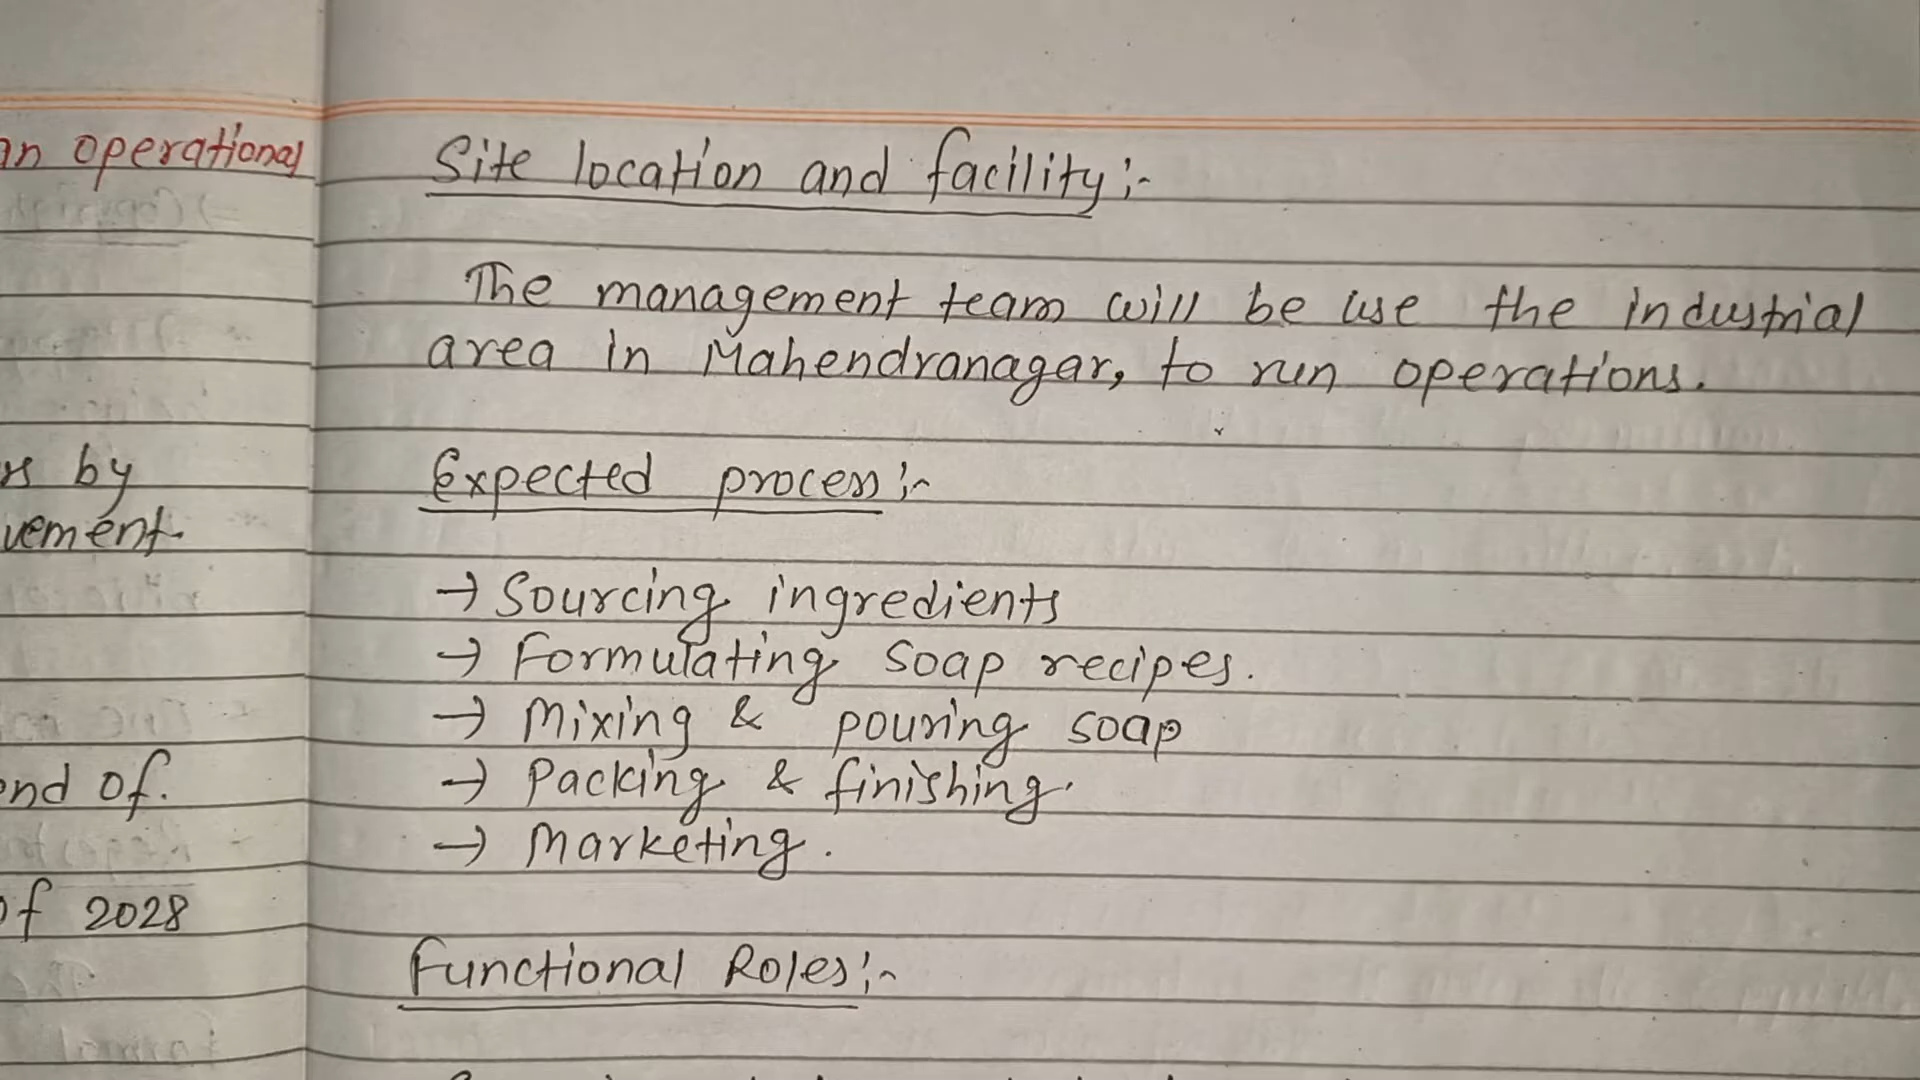 an operational
rs by
vement.
end of.
of 2028
Site location and facility:-
The management team will be use the industrial
area in Mahendranagar, to run operations.
Expected process:-
→ Sourcing ingredients
→ Formulating soap recipes.
→ Mixing & pouring soap
→ Packing & finishing.
→ Marketing.
Functional Roles:-